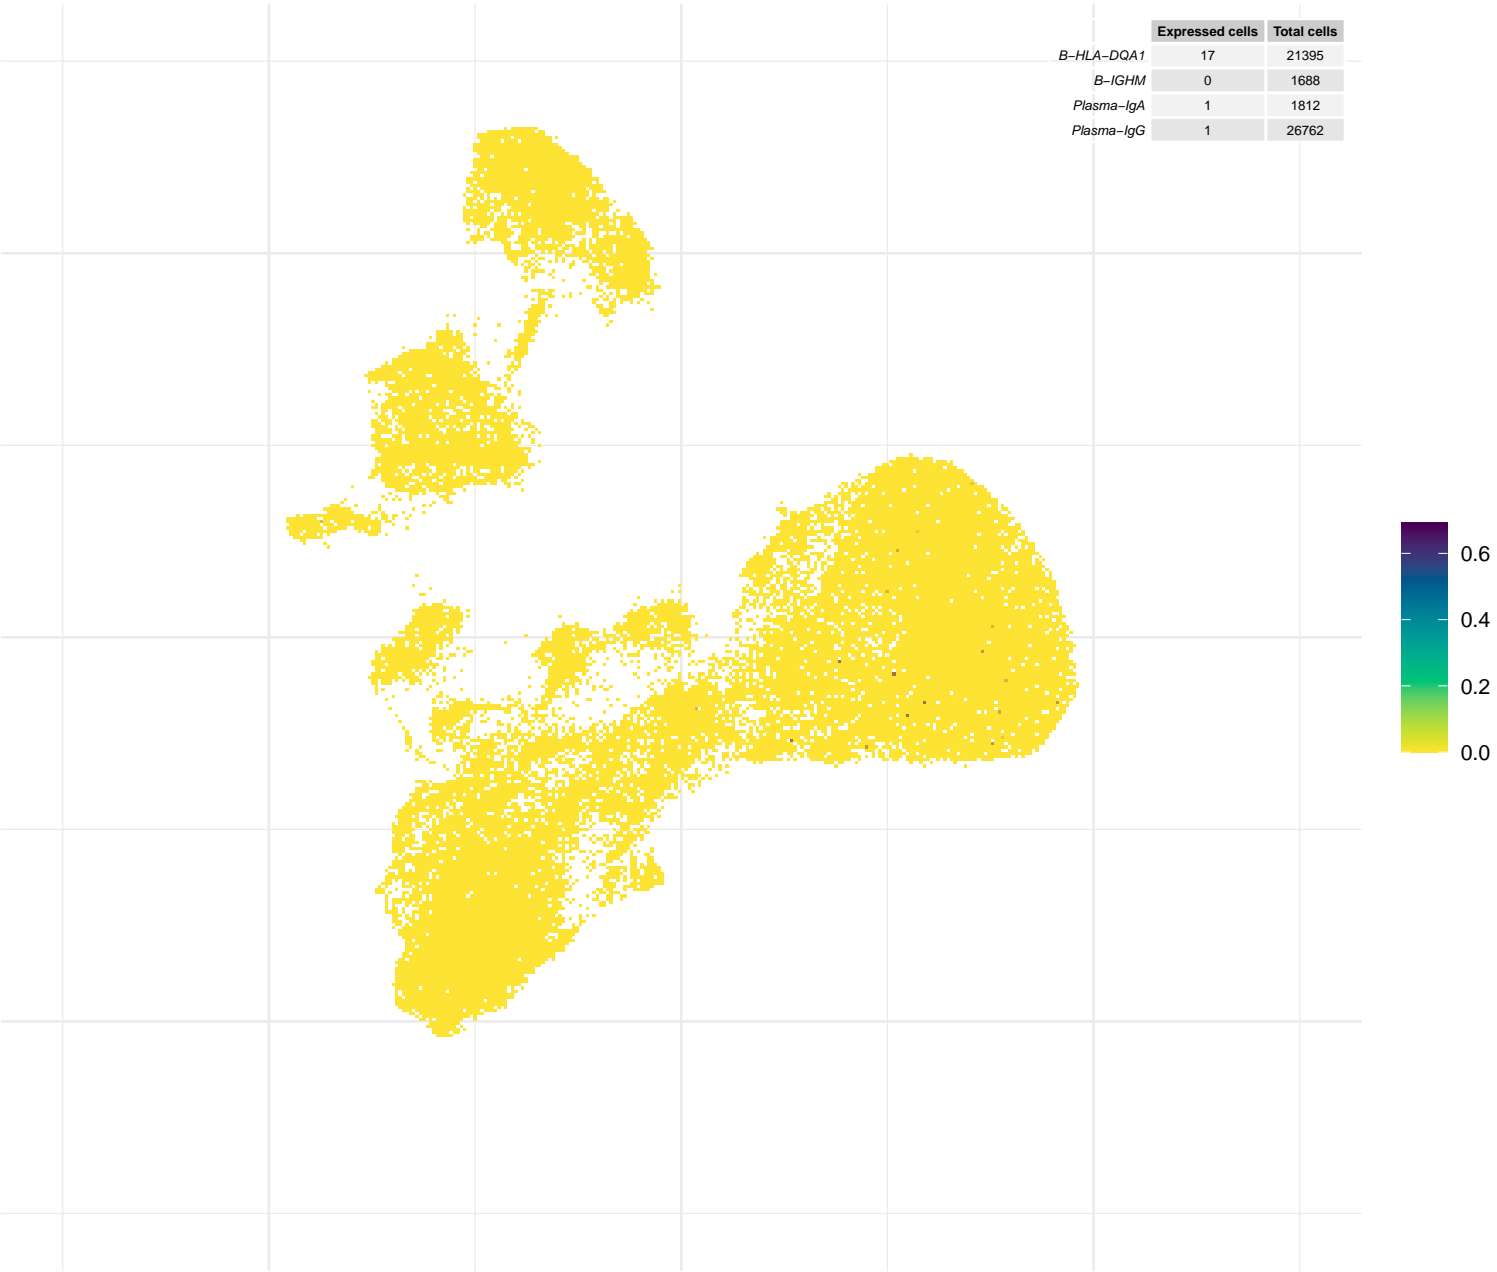 Expressed cells Total cells
B−HLA−DQA1 17 21395
B−IGHM 0 1688
Plasma−IgA 1 1812
Plasma−IgG 1 26762
0.6
0.4
0.2
0.0